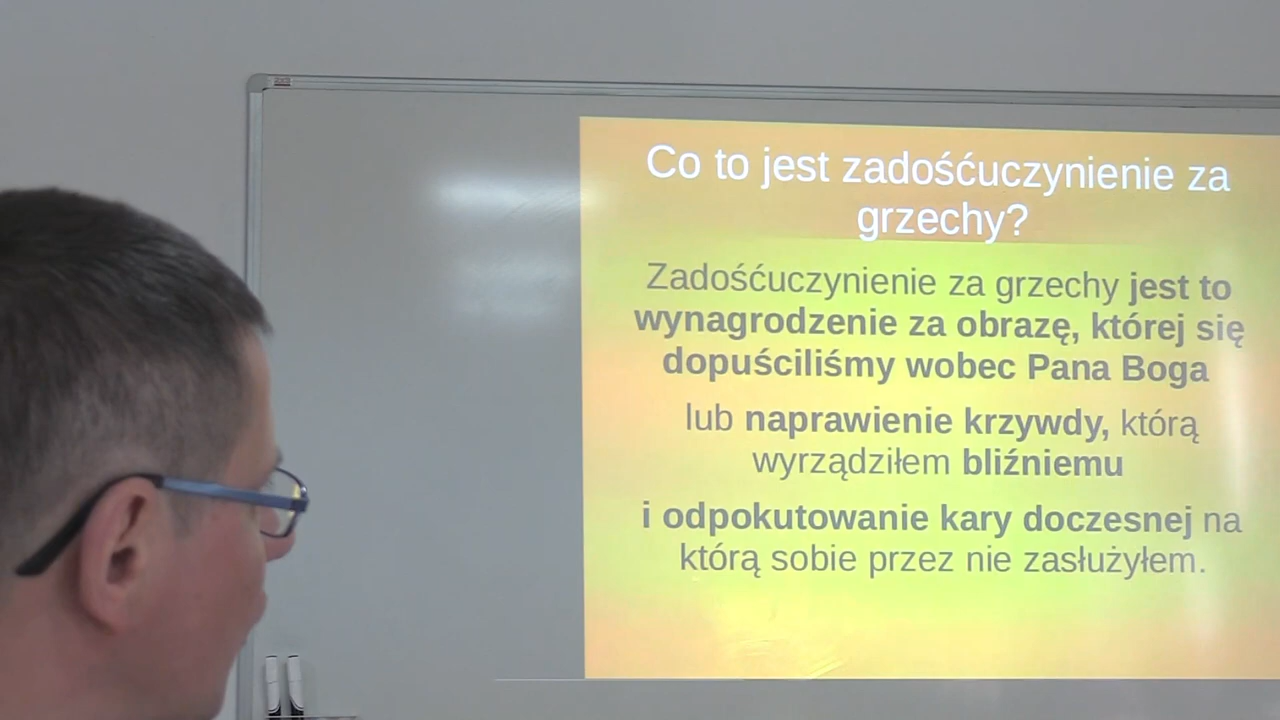 Co to jest zadośćuczynienie za
grzechy?
Zadośćuczynienie za grzechy jest to
wynagrodzenie za obrazę, której się
dopuściliśmy wobec Pana Boga
lub naprawienie krzywdy, którą
wyrządziłem bliźniemu
i odpokutowanie kary doczesnej na
którą sobie przez nie zasłużyłem.